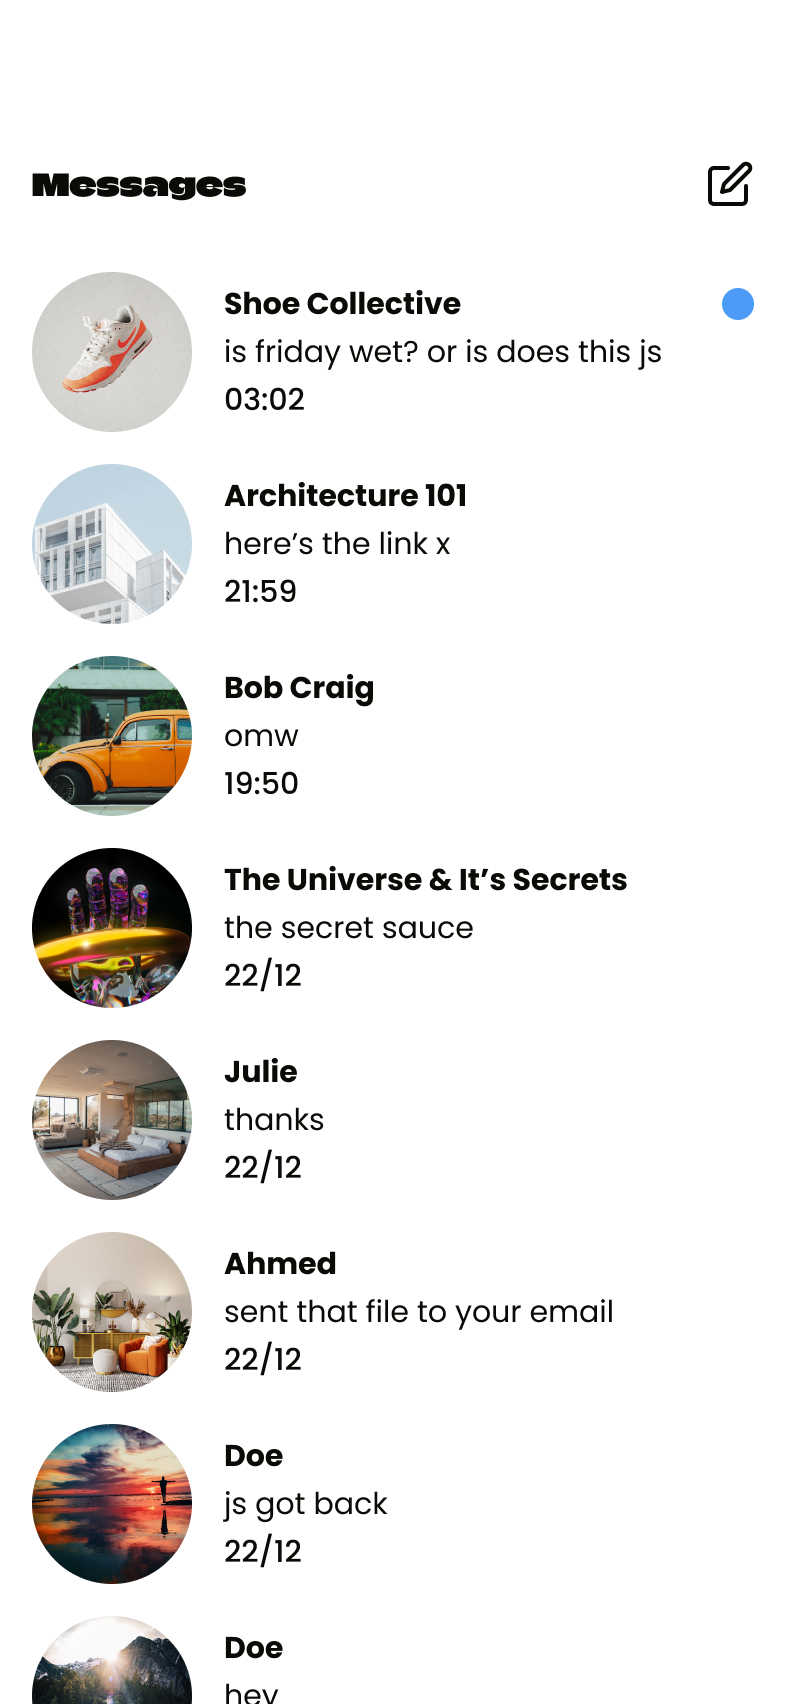 Messages
Shoe Collective
is friday wet? or is does this js
03:02
Architecture 101
here’s the link x
21:59
Bob Craig
omw
19:50
The Universe & It’s Secrets
the secret sauce
22/12
Julie
thanks
22/12
Ahmed
sent that file to your email
22/12
Doe
js got back
22/12
Doe
hey